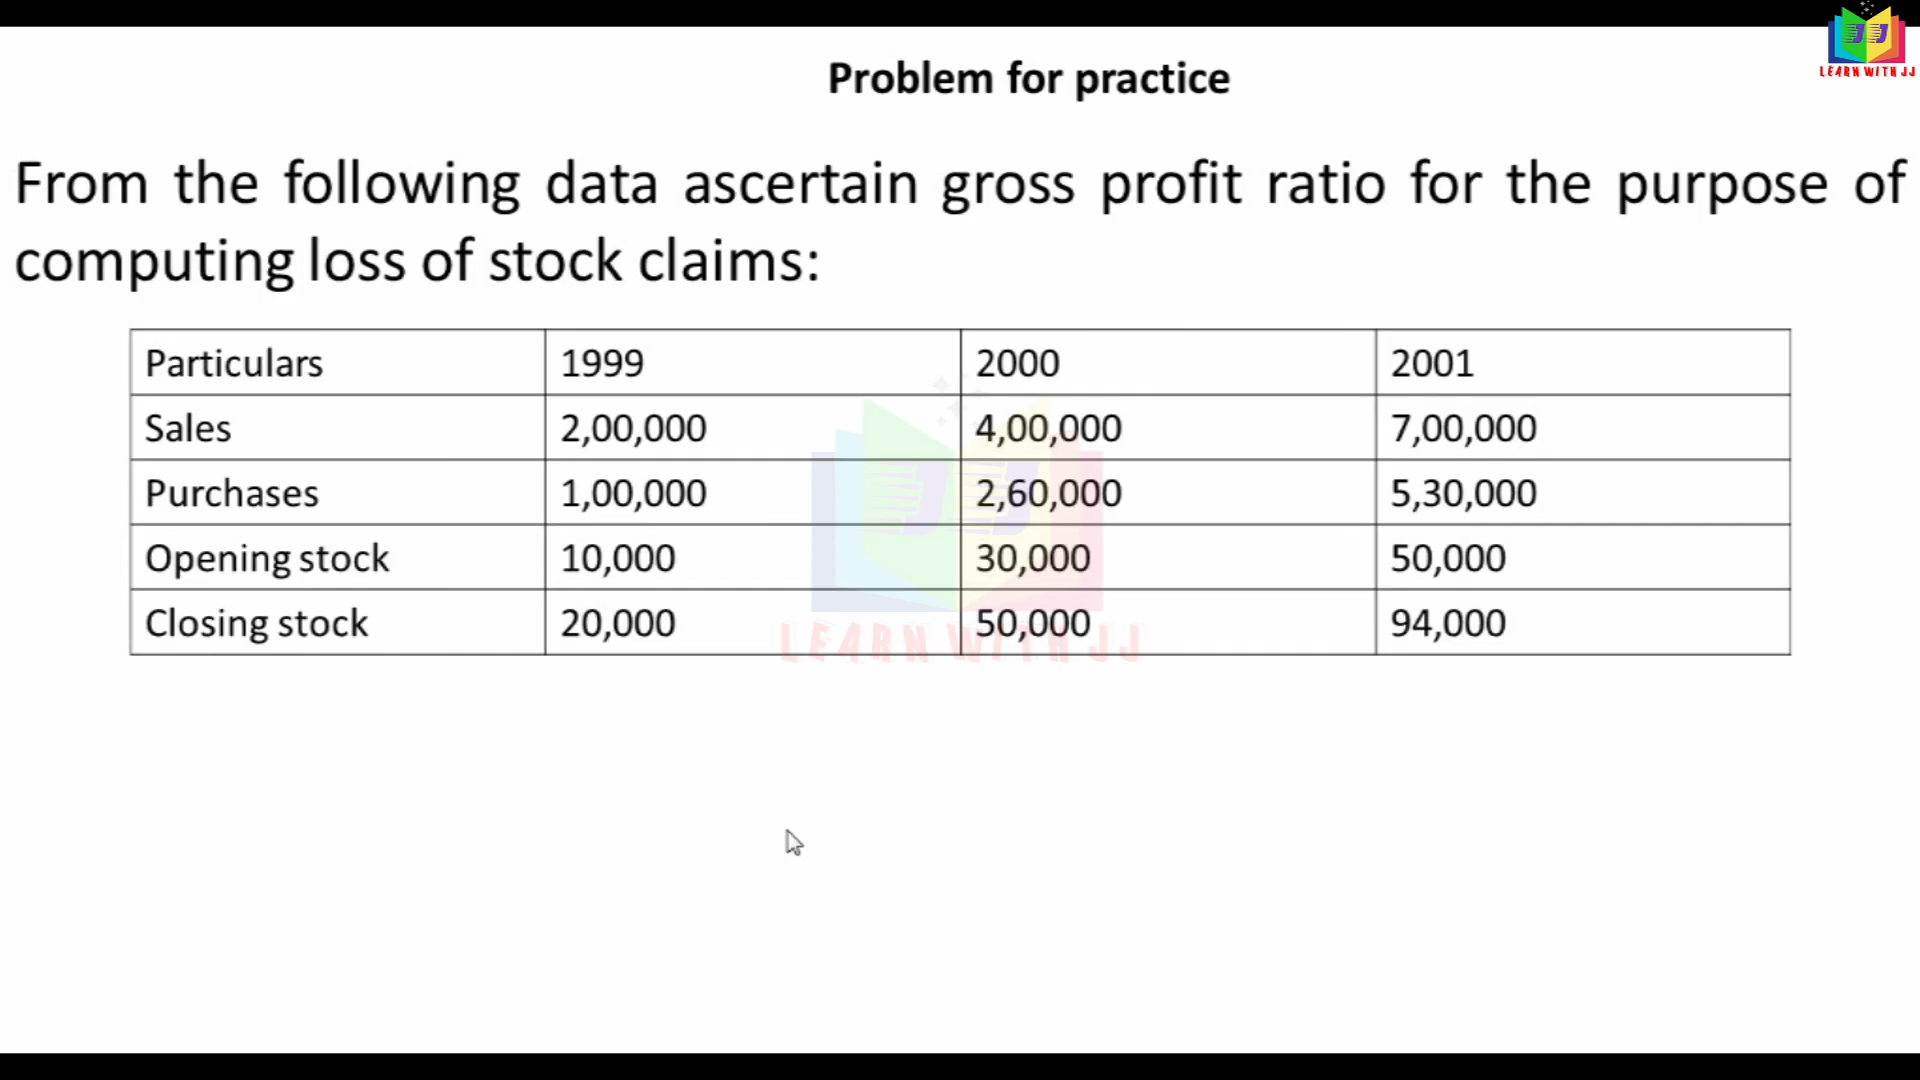 LEARN WITH JJ
Problem for practice
From the following data ascertain gross profit ratio for the purpose of
computing loss of stock claims:
Particulars 1999 2000 2001
Sales 2,00,000 4,00,000 7,00,000
Purchases 1,00,000 2,60,000 5,30,000
Opening stock 10,000 30,000 50,000
Closing stock 20,000 50,000 94,000
LEARN WITH JJ